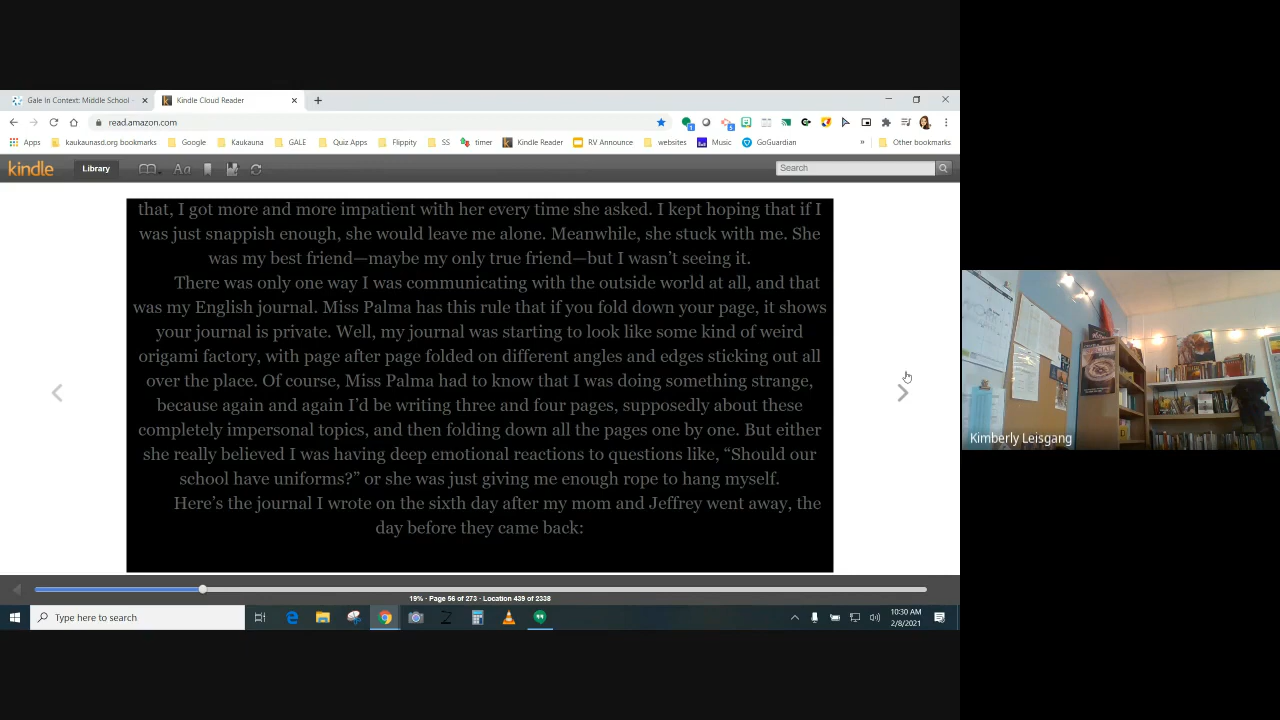 Gale In Context: Middle School -
Kindle Cloud Reader
read.amazon.com
Apps kaukaunasd.org bookmarks Google Kaukauna GALE Quiz Apps Flippity SS timer Kindle Reader RV Announce websites Music GoGuardian » Other bookmarks
kindle Library Aa Search
that, I got more and more impatient with her every time she asked. I kept hoping that if I
was just snappish enough, she would leave me alone. Meanwhile, she stuck with me. She
was my best friend—maybe my only true friend—but I wasn’t seeing it.
There was only one way I was communicating with the outside world at all, and that
was my English journal. Miss Palma has this rule that if you fold down your page, it shows
your journal is private. Well, my journal was starting to look like some kind of weird
origami factory, with page after page folded on different angles and edges sticking out all
over the place. Of course, Miss Palma had to know that I was doing something strange,
because again and again I’d be writing three and four pages, supposedly about these
completely impersonal topics, and then folding down all the pages one by one. But either
she really believed I was having deep emotional reactions to questions like, “Should our
school have uniforms?” or she was just giving me enough rope to hang myself.
Here’s the journal I wrote on the sixth day after my mom and Jeffrey went away, the
day before they came back:
Kimberly Leisgang
19% · Page 56 of 273 · Location 439 of 2338
Type here to search
10:30 AM
2/8/2021